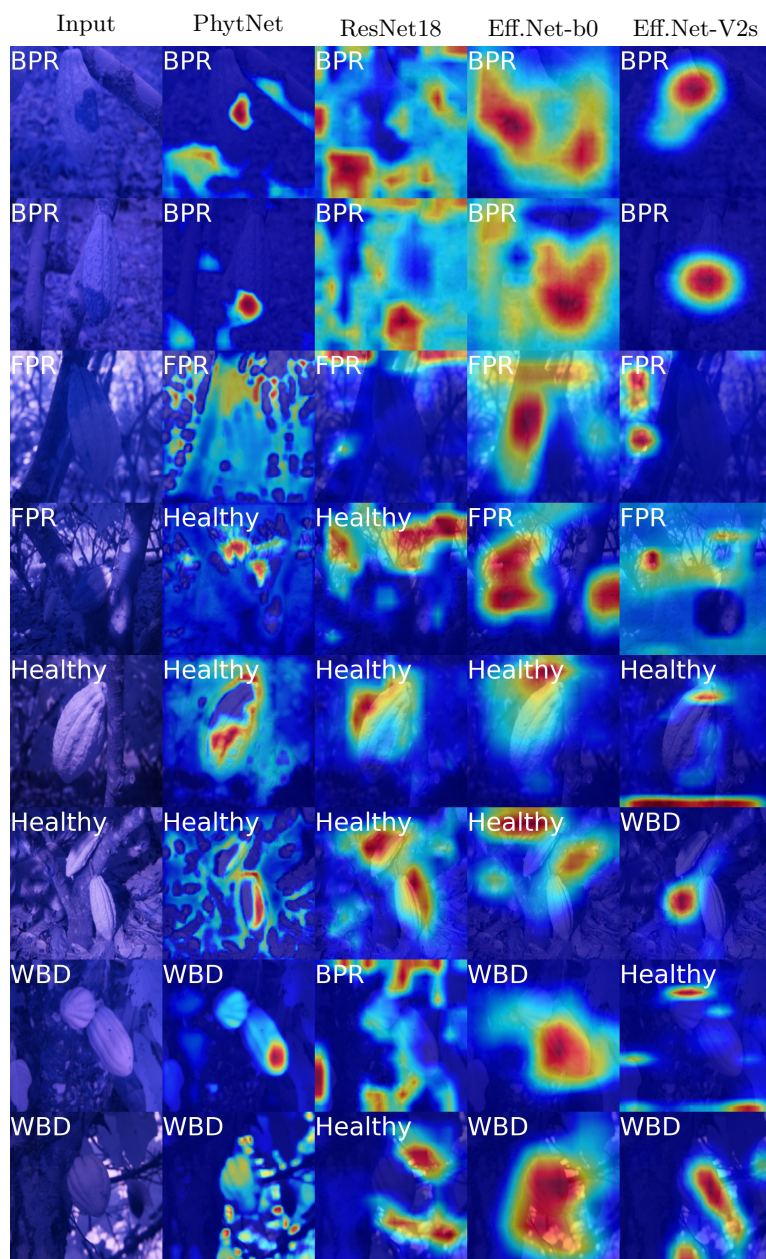 Input PhytNet ResNet18 Eff.Net-b0 Eff.Net-V2s
BPR BPR BPR BPR BPR
BPR BPR BPR BPR BPR
FPR FPR FPR FPR FPR
FPR Healthy Healthy FPR FPR
Healthy Healthy Healthy Healthy Healthy
Healthy Healthy Healthy Healthy WBD
WBD WBD BPR WBD Healthy
WBD WBD Healthy WBD WBD